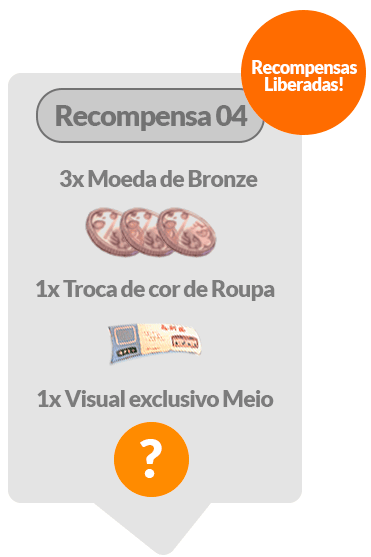 Recompensas
Liberadas!
Recompensa 04
3x Moeda de Bronze
1x Troca de cor de Roupa
1x Visual exclusivo Meio
?